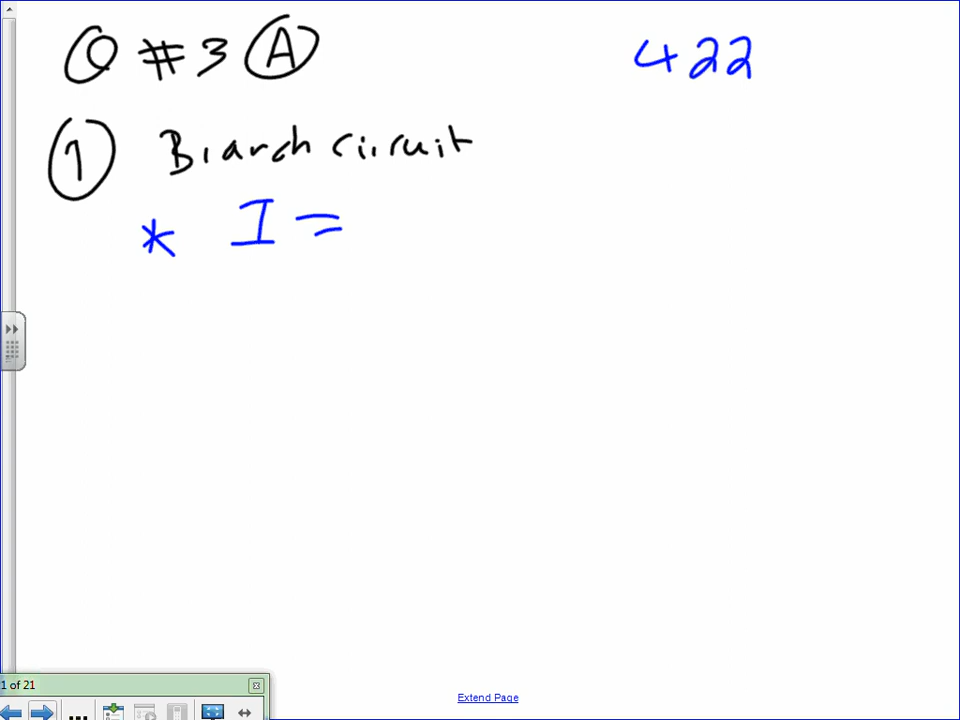 Q #3 A 422
1 Branch circuit
* I =
1 of 21
...
Extend Page